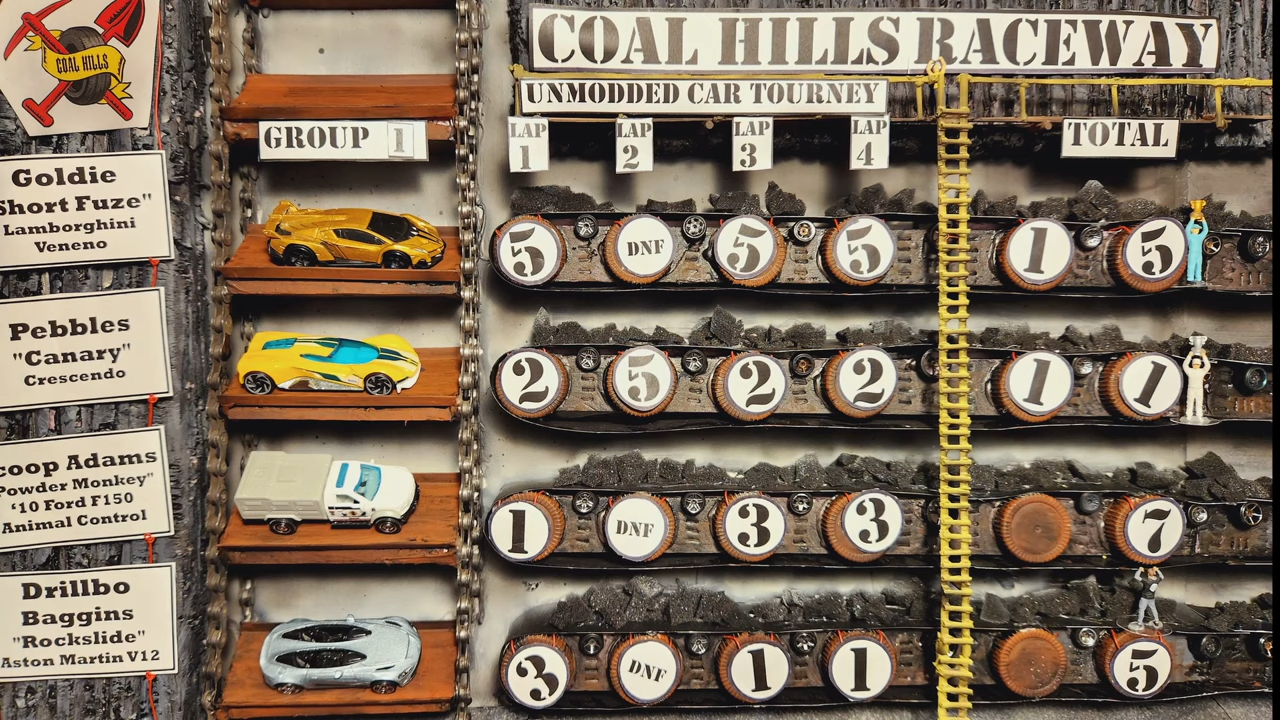 COAL HILLS RACEWAY
UNMODDED CAR TOURNEY
COAL HILLS
GROUP 1
LAP 1
LAP 2
LAP 3
LAP 4
TOTAL
Goldie
Short Fuze"
Lamborghini
Veneno
5 DNF 5 5 1 5
Pebbles
"Canary"
Crescendo
2 5 2 2 1 1
coop Adams
Powder Monkey"
'10 Ford F150
Animal Control
1 DNF 3 3 7
Drillbo
Baggins
"Rockslide"
Aston Martin V12
3 DNF 1 1 5